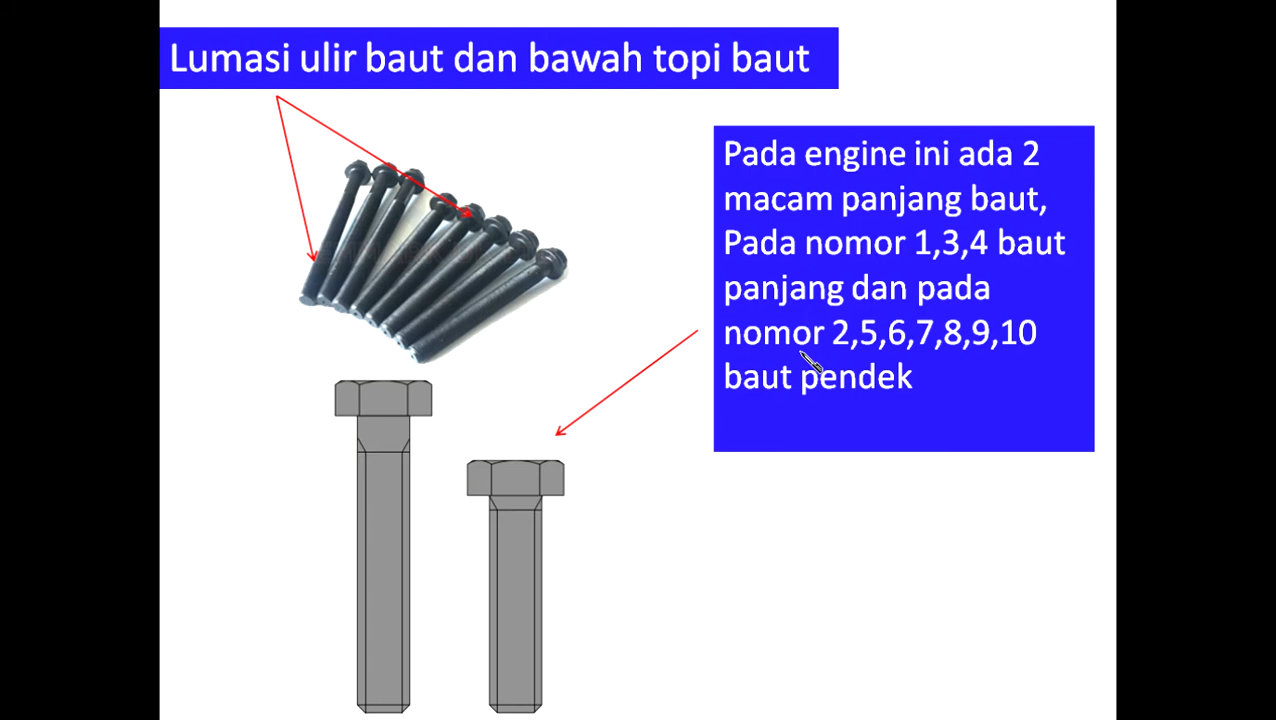 Lumasi ulir baut dan bawah topi baut
Pada engine ini ada 2
macam panjang baut,
Pada nomor 1,3,4 baut
panjang dan pada
nomor 2,5,6,7,8,9,10
baut pendek